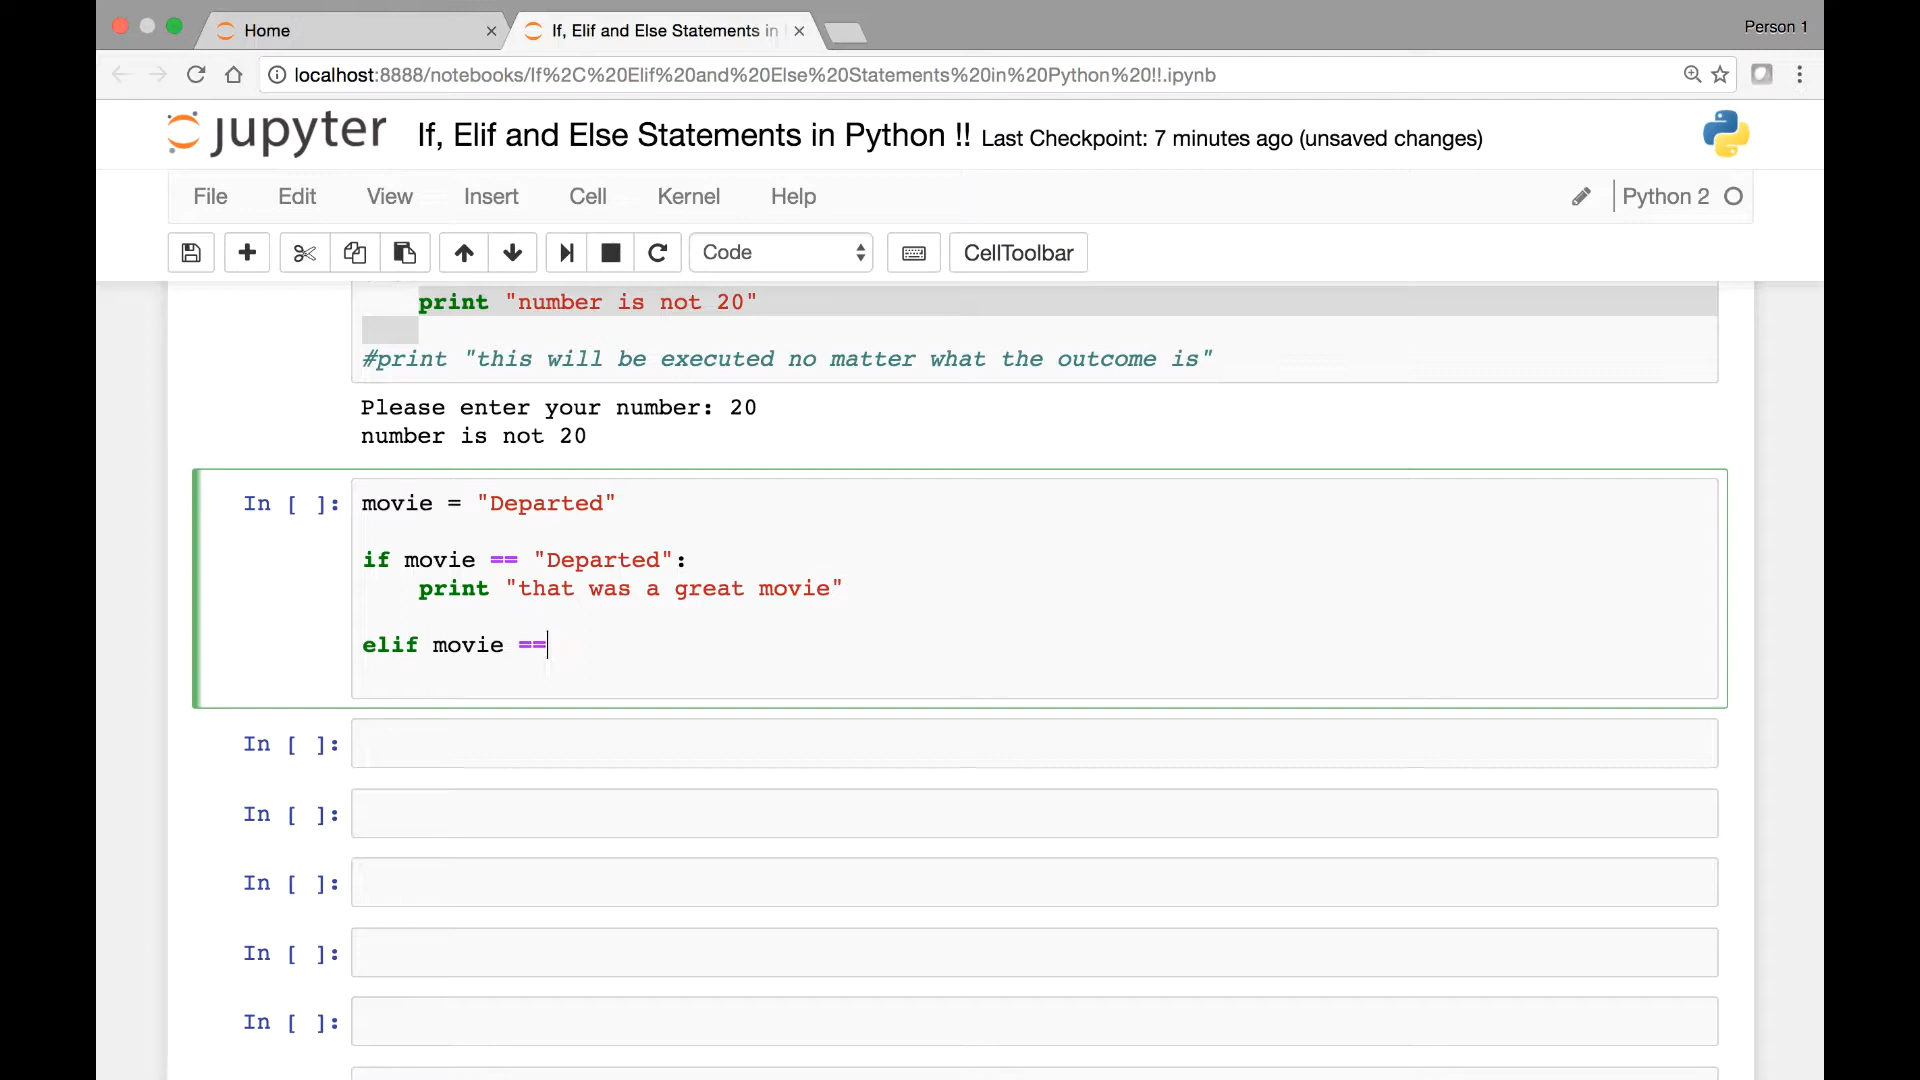 Home
If, Elif and Else Statements in
Person 1
localhost:8888/notebooks/If%2C%20Elif%20and%20Else%20Statements%20in%20Python%20!!.ipynb
jupyter If, Elif and Else Statements in Python !! Last Checkpoint: 7 minutes ago (unsaved changes)
File Edit View Insert Cell Kernel Help Python 2
Code CellToolbar
print "number is not 20"
#print "this will be executed no matter what the outcome is"
Please enter your number: 20
number is not 20
In [ ]: movie = "Departed"
if movie == "Departed":
print "that was a great movie"
elif movie ==
In [ ]:
In [ ]:
In [ ]:
In [ ]:
In [ ]: